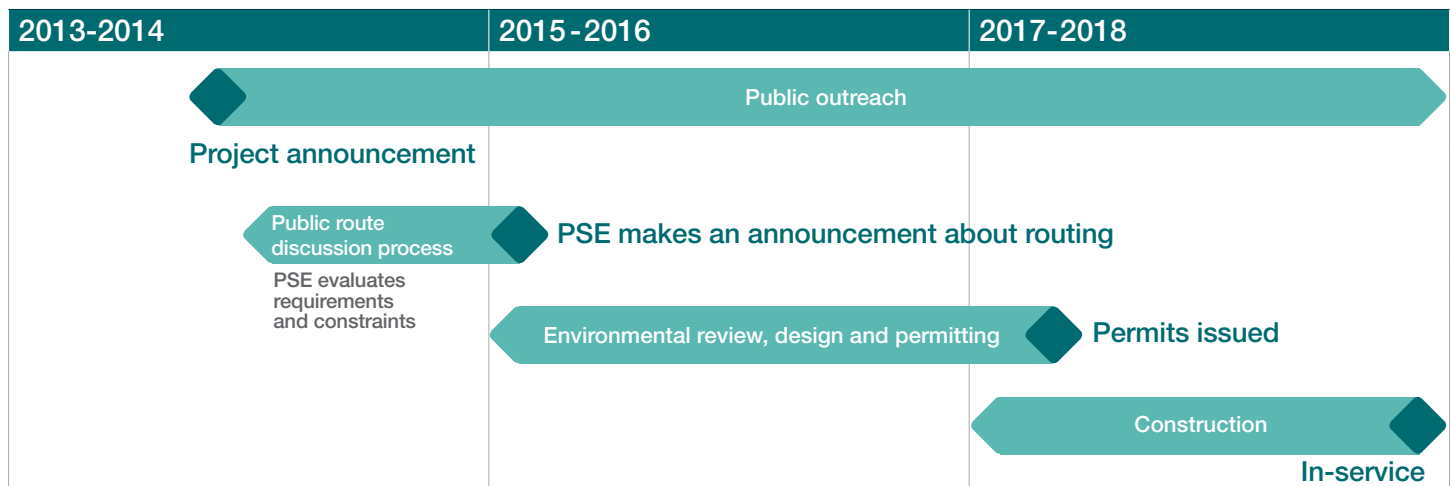 2013-2014
2015-2016
2017-2018
Public outreach
Project announcement
Public route
discussion process
PSE makes an announcement about routing
PSE evaluates
requirements
and constraints
Environmental review, design and permitting
Permits issued
Construction
In-service